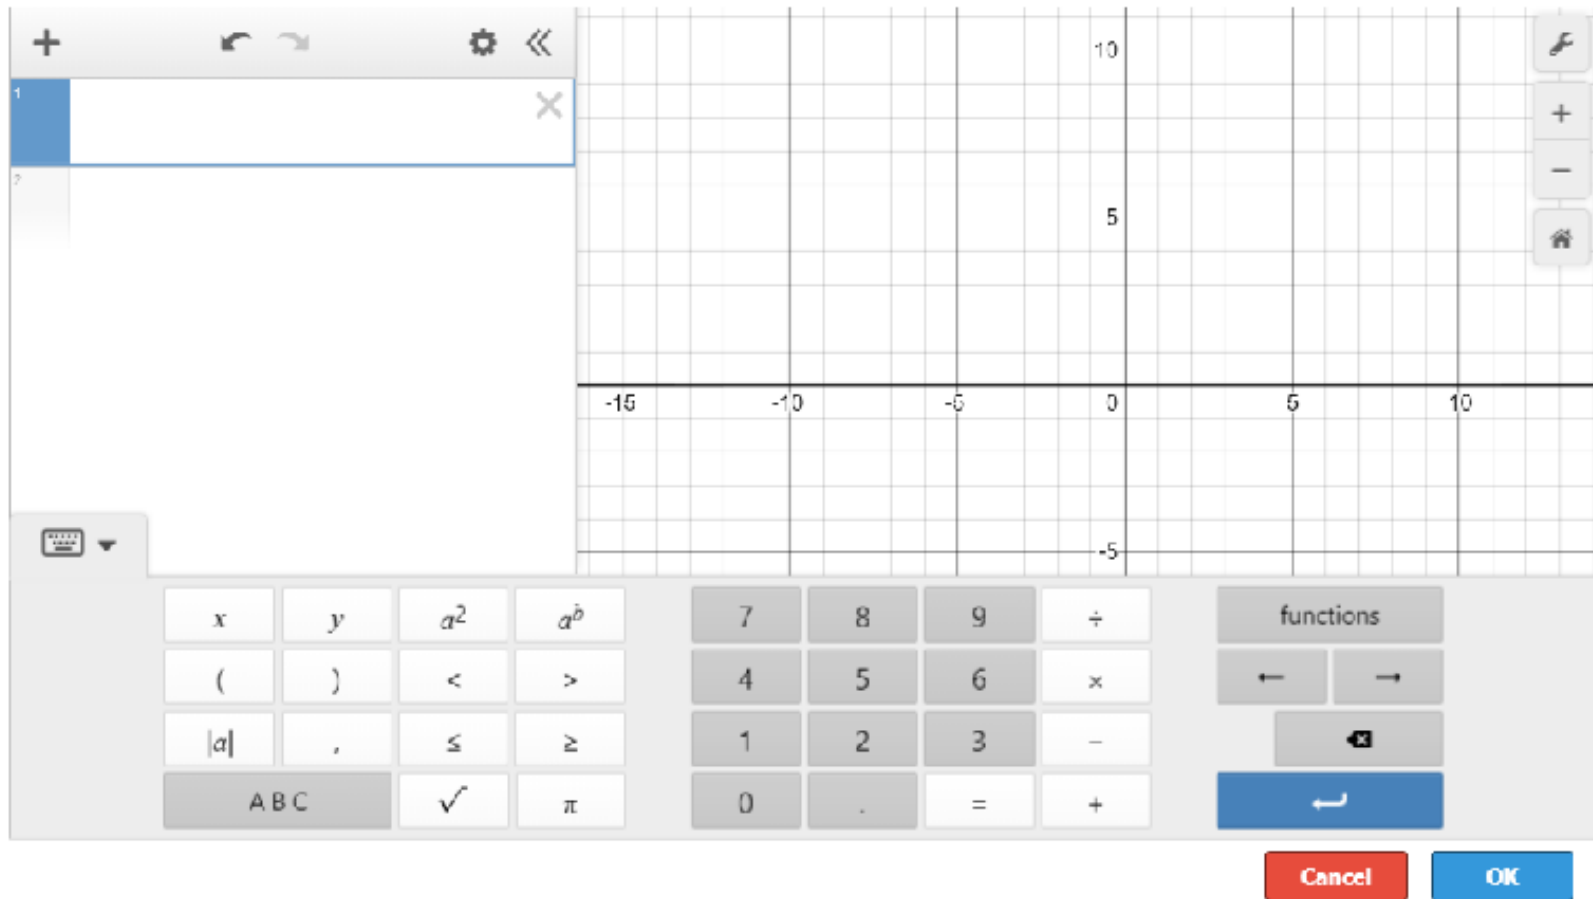 1
2
10
5
-15 -10 -5 0 5 10
-5
x y a² aᵇ 7 8 9 ÷ functions
( ) < > 4 5 6 × ← →
|a| , ≤ ≥ 1 2 3 −
A B C √ π 0 . = +
Cancel OK